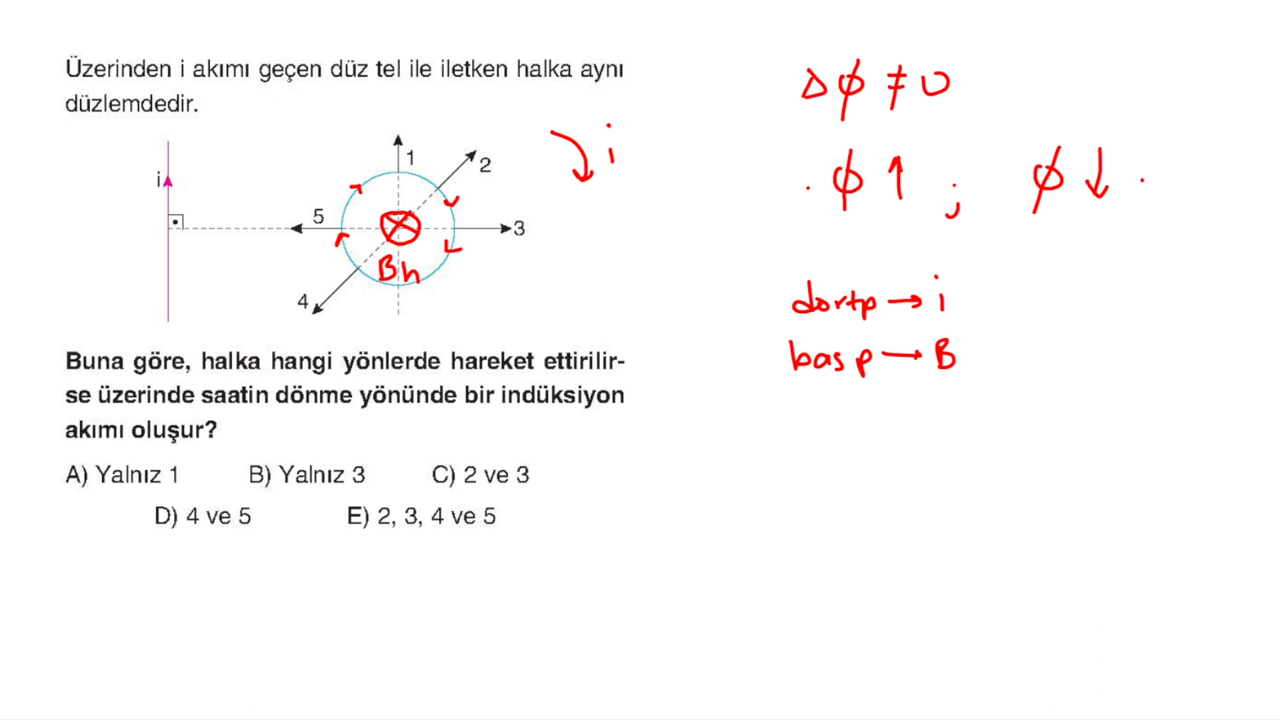 Üzerinden i akımı geçen düz tel ile iletken halka aynı
düzlemdedir.
i
1
2
3
4
5
Bh
i
Buna göre, halka hangi yönlerde hareket ettirilir-
se üzerinde saatin dönme yönünde bir indüksiyon
akımı oluşur?
A) Yalnız 1 B) Yalnız 3 C) 2 ve 3
D) 4 ve 5 E) 2, 3, 4 ve 5
Δϕ ≠ 0
· ϕ ↑ ; ϕ ↓ ·
dörtp → i
başp → B